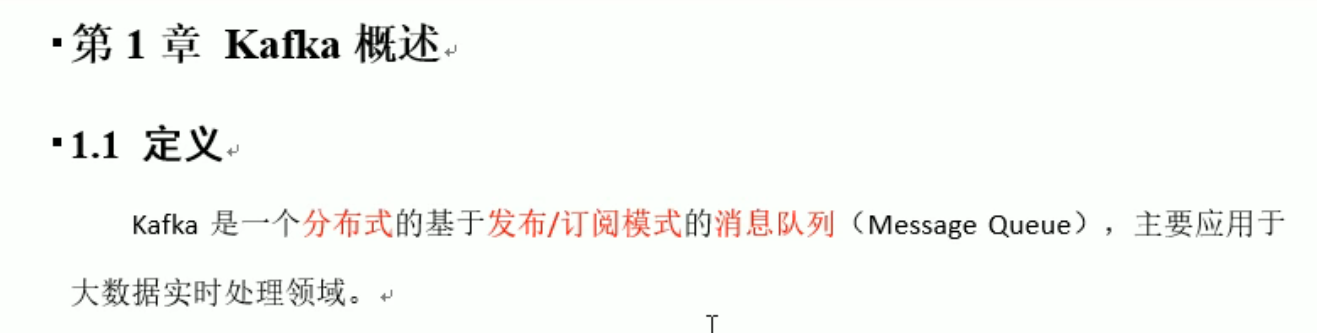 第 1 章 Kafka 概述
1.1 定义
Kafka 是一个分布式的基于发布/订阅模式的消息队列（Message Queue），主要应用于
大数据实时处理领域。